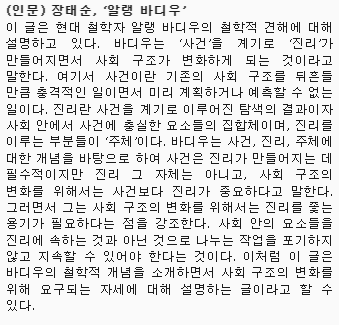 (인문) 장태순, ‘알랭 바디우’
이 글은 현대 철학자 알랭 바디우의 철학적 견해에 대해
설명하고 있다. 바디우는 ‘사건’을 계기로 ‘진리’가
만들어지면서 사회 구조가 변화하게 되는 것이라고
말한다. 여기서 사건이란 기존의 사회 구조를 뒤흔들
만큼 충격적인 일이면서 미리 계획하거나 예측할 수 없는
일이다. 진리란 사건을 계기로 이루어진 탐색의 결과이자
사회 안에서 사건에 충실한 요소들의 집합체이며, 진리를
이루는 부분들이 ‘주체’이다. 바디우는 사건, 진리, 주체에
대한 개념을 바탕으로 하여 사건은 진리가 만들어지는 데
필수적이지만 진리 그 자체는 아니고, 사회 구조의
변화를 위해서는 사건보다 진리가 중요하다고 말한다.
그러면서 그는 사회 구조의 변화를 위해서는 진리를 쫓는
용기가 필요하다는 점을 강조한다. 사회 안의 요소들을
진리에 속하는 것과 아닌 것으로 나누는 작업을 포기하지
않고 지속할 수 있어야 한다는 것이다. 이처럼 이 글은
바디우의 철학적 개념을 소개하면서 사회 구조의 변화를
위해 요구되는 자세에 대해 설명하는 글이라고 할 수
있다.